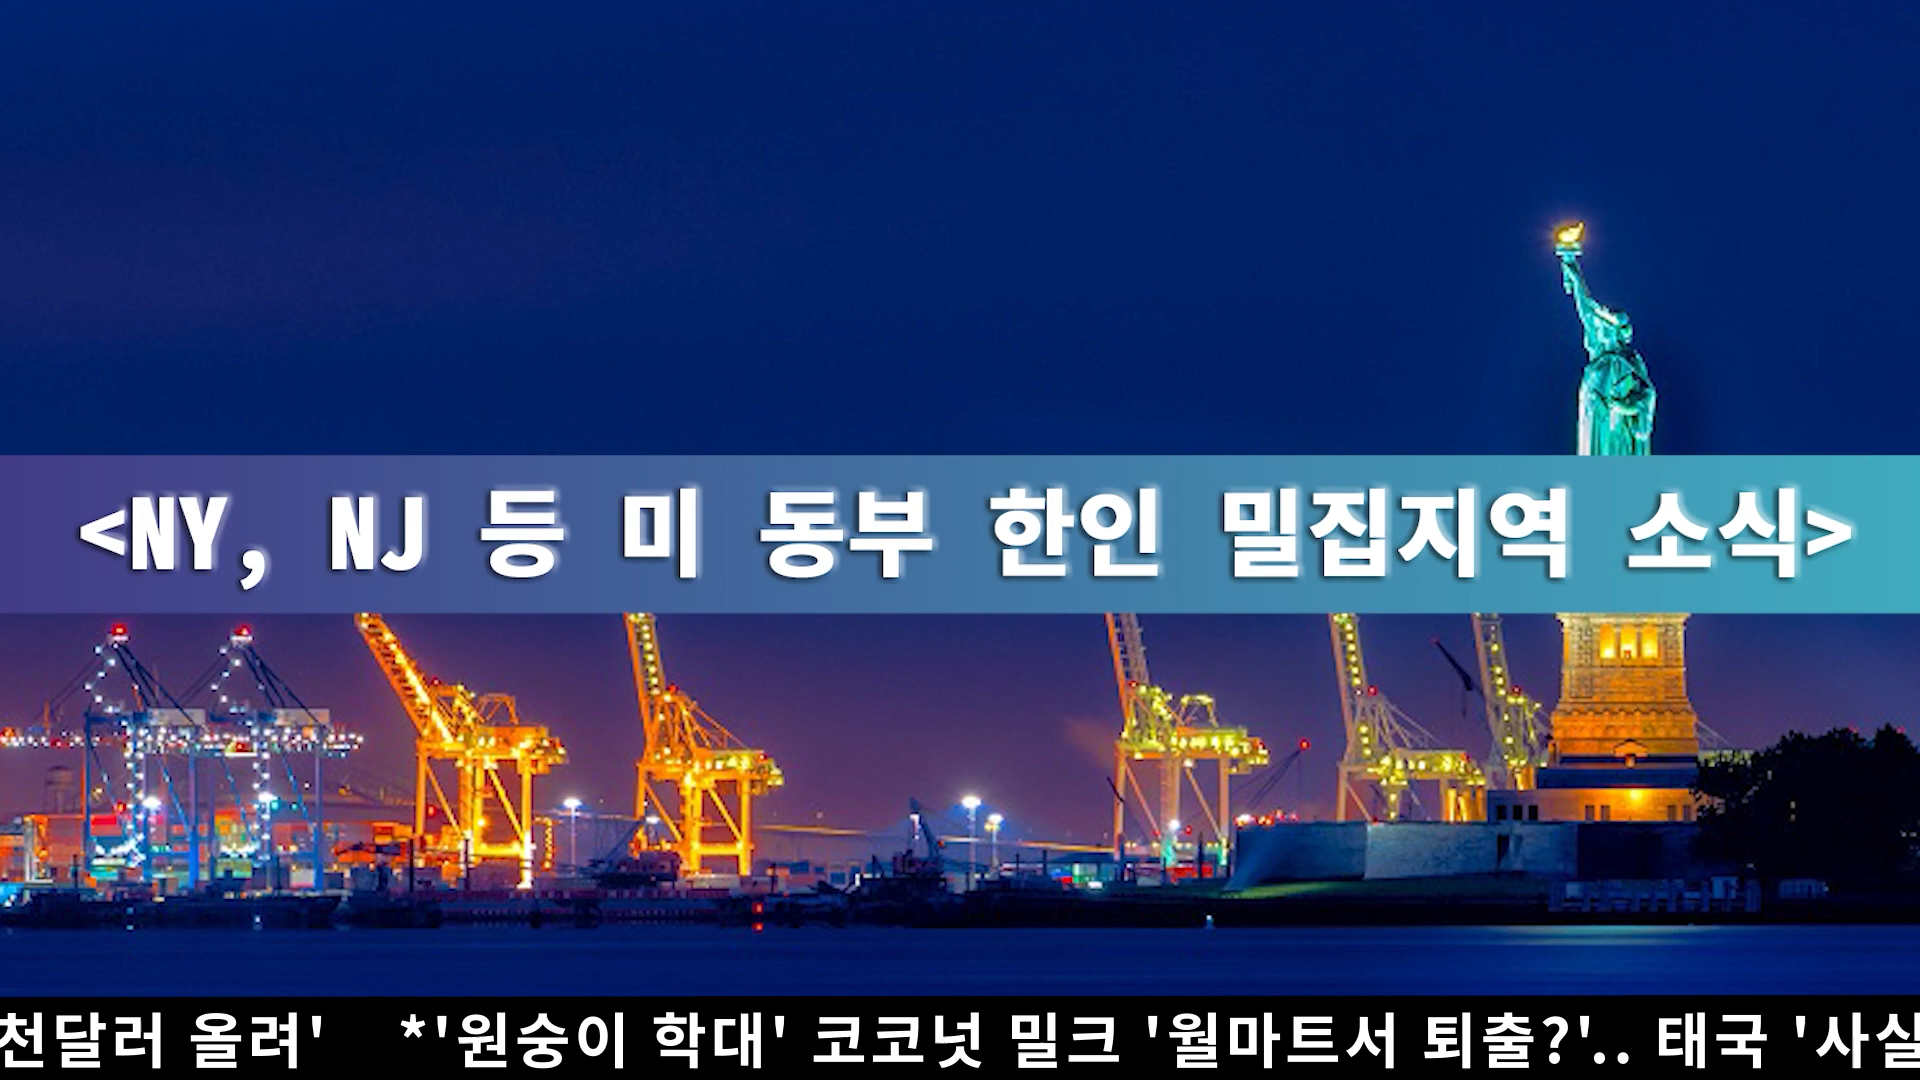 <NY, NJ 등 미 동부 한인 밀집지역 소식>
천달러 올려' *'원숭이 학대' 코코넛 밀크 '월마트서 퇴출?'.. 태국 '사실